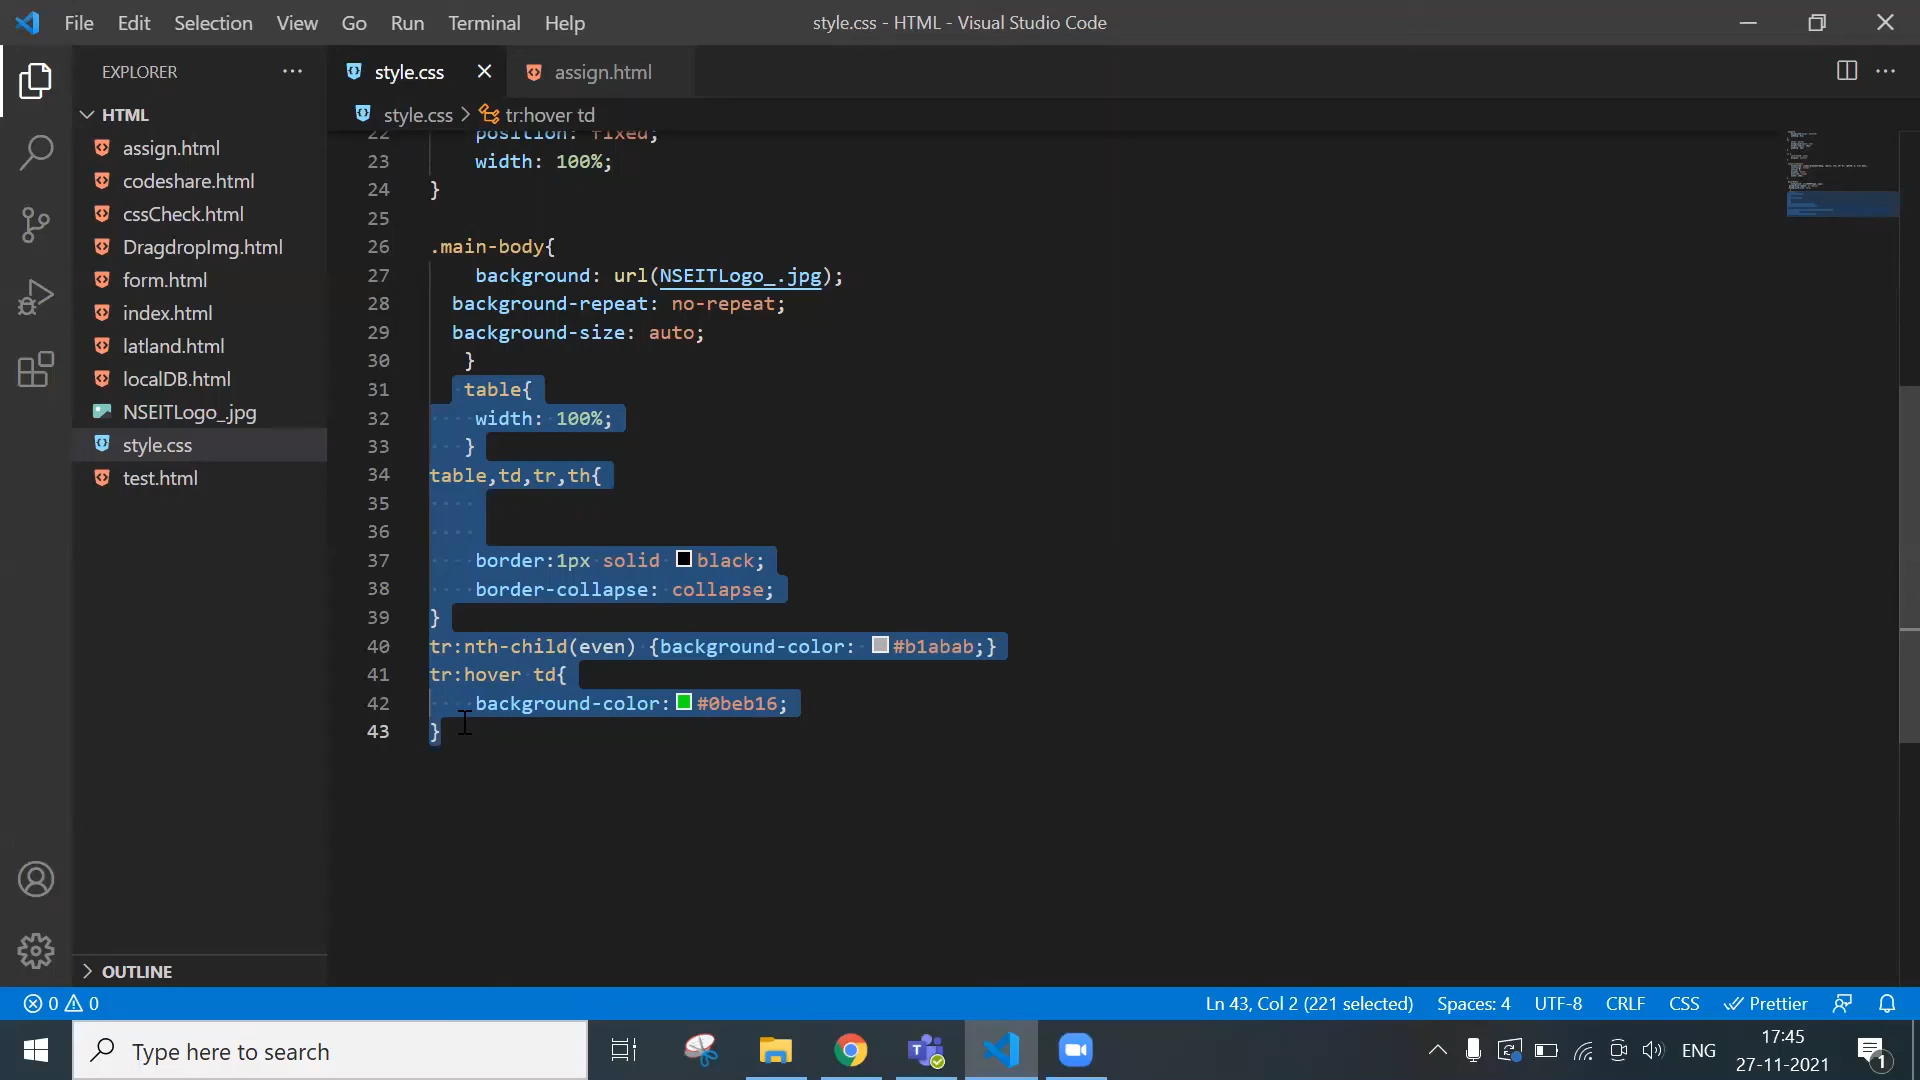 File Edit Selection View Go Run Terminal Help
style.css - HTML - Visual Studio Code
EXPLORER
HTML
assign.html
codeshare.html
cssCheck.html
DragdropImg.html
form.html
index.html
latland.html
localDB.html
NSEITLogo_.jpg
style.css
test.html
OUTLINE
style.css
assign.html
style.css > tr:hover td
22 position: fixed;
23 width: 100%;
24 }
25
26 .main-body{
27 background: url(NSEITLogo_.jpg);
28 background-repeat: no-repeat;
29 background-size: auto;
30 }
31 table{
32 width: 100%;
33 }
34 table,td,tr,th{
35
36
37 border:1px solid black;
38 border-collapse: collapse;
39 }
40 tr:nth-child(even) {background-color: #b1abab;}
41 tr:hover td{
42 background-color: #0beb16;
43 }
0 0
Ln 43, Col 2 (221 selected) Spaces: 4 UTF-8 CRLF CSS Prettier
Type here to search
ENG
17:45
27-11-2021
1